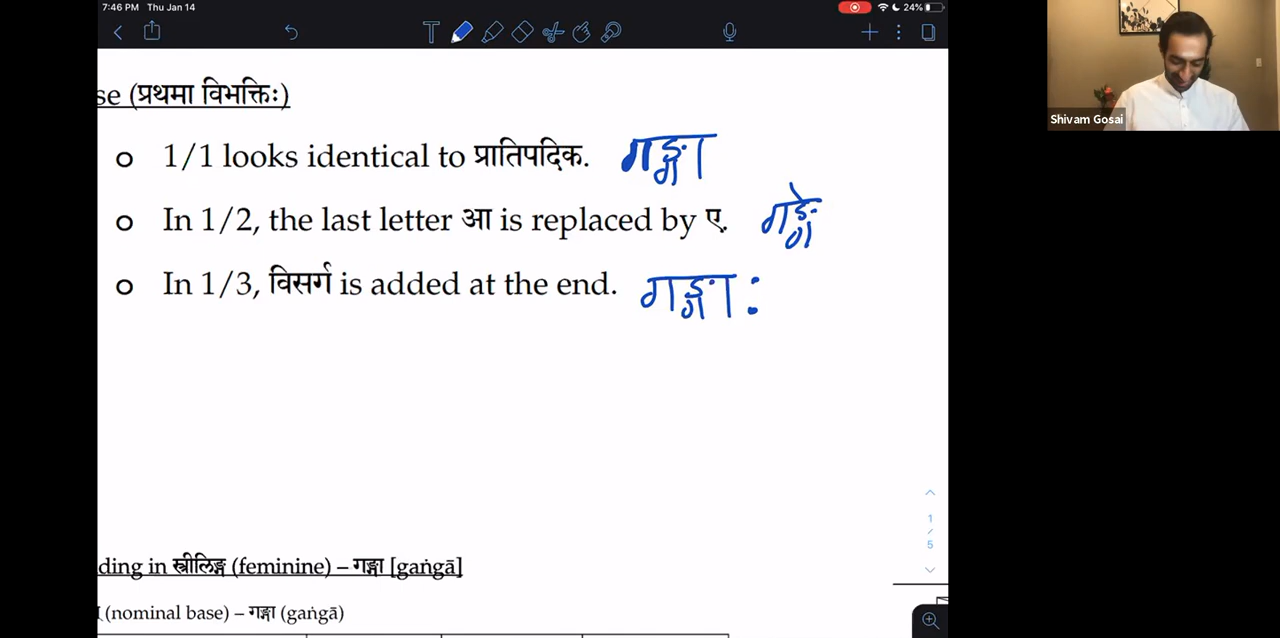 7:46 PM Thu Jan 14
24%
T
se (प्रथमा विभक्तिः)
o 1/1 looks identical to प्रातिपदिक. गङ्गा
o In 1/2, the last letter आ is replaced by ए. गङ्गे
o In 1/3, विसर्ग is added at the end. गङ्गाः
1
/
5
ding in स्त्रीलिङ्ग (feminine) – गङ्गा [gaṅgā]
(nominal base) – गङ्गा (gaṅgā)
Shivam Gosai